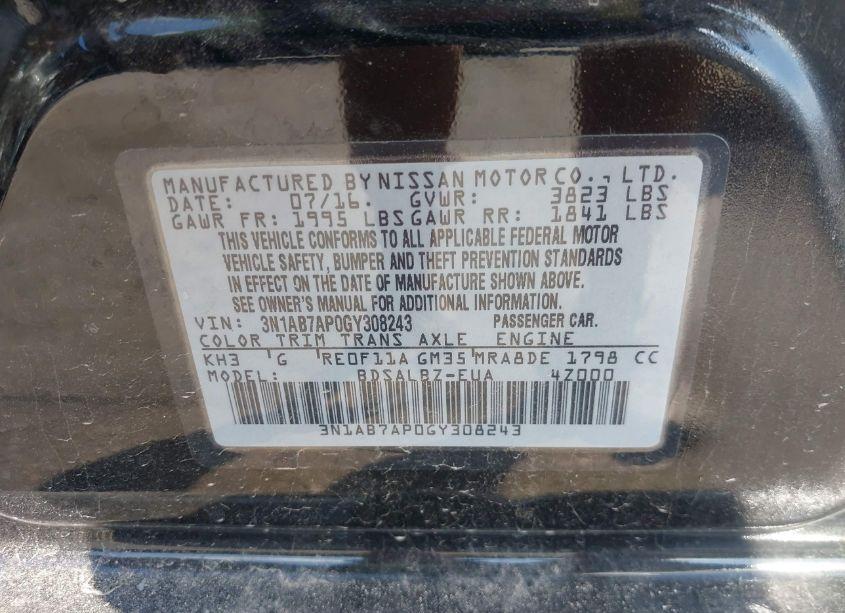 MANUFACTURED BY NISSAN MOTOR CO., LTD.
DATE: 07/16. GVWR: 3823 LBS
GAWR FR: 1995 LBS GAWR RR: 1841 LBS
THIS VEHICLE CONFORMS TO ALL APPLICABLE FEDERAL MOTOR
VEHICLE SAFETY, BUMPER AND THEFT PREVENTION STANDARDS
IN EFFECT ON THE DATE OF MANUFACTURE SHOWN ABOVE.
SEE OWNER'S MANUAL FOR ADDITIONAL INFORMATION.
VIN: 3N1AB7AP0GY308243 PASSENGER CAR.
COLOR TRIM TRANS AXLE ENGINE
KH3 G RE0F11A GM35 MRA8DE 1798 CC
MODEL: BDSALBZ-EUA 4Z000
3N1AB7AP0GY308243